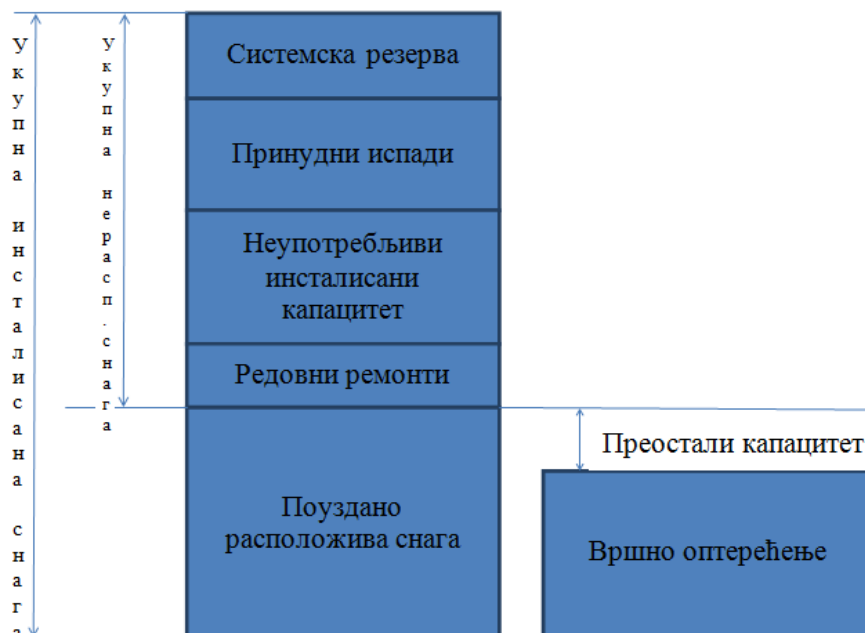 Укупна инсталисана снага
Укупна нерасп.снага
Системска резерва
Принудни испади
Неупотребљиви
инсталисани
капацитет
Редовни ремонти
Преостали капацитет
Поуздано
расположива снага
Вршно оптерећење